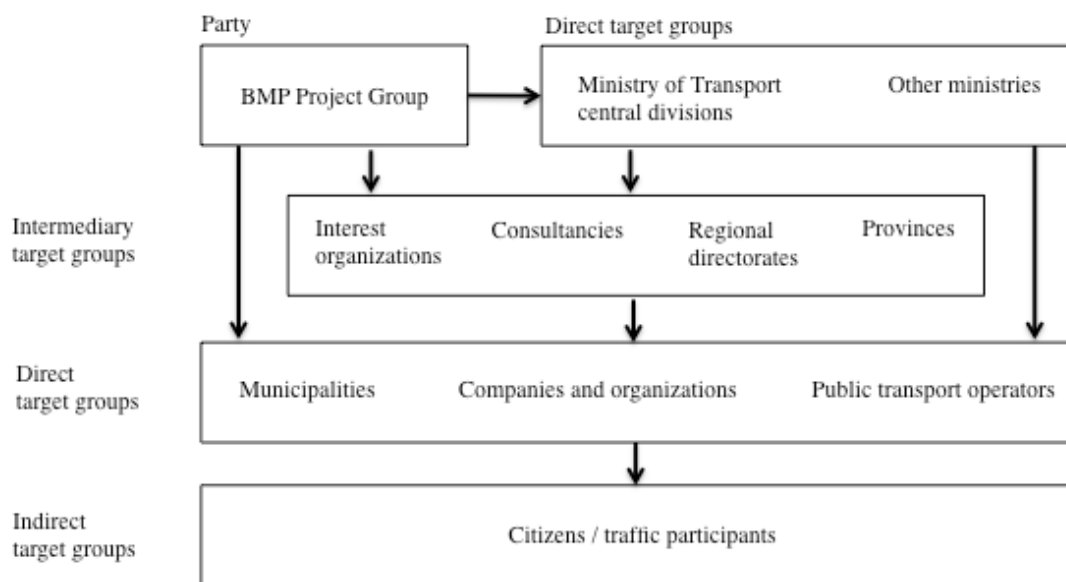 Party
Direct target groups
BMP Project Group
Ministry of Transport
central divisions
Other ministries
Intermediary
target groups
Interest
organizations
Consultancies
Regional
directorates
Provinces
Direct
target groups
Municipalities
Companies and organizations
Public transport operators
Indirect
target groups
Citizens / traffic participants